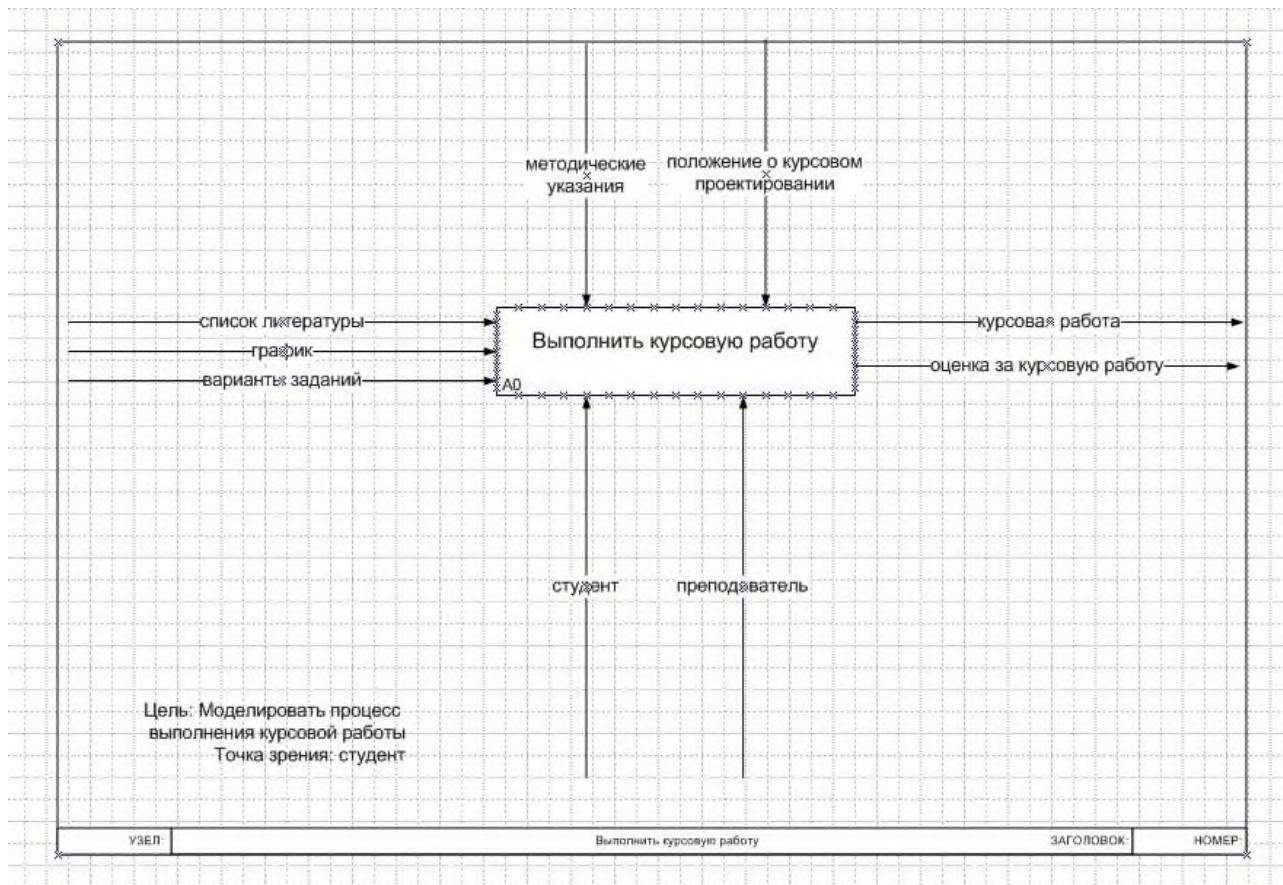 методические
указания
положение о курсовом
проектировании
список литературы
график
варианты заданий
Выполнить курсовую работу
A0
курсовая работа
оценка за курсовую работу
студент
преподаватель
Цель: Моделировать процесс
выполнения курсовой работы
Точка зрения: студент
УЗЕЛ:
Выполнить курсовую работу
ЗАГОЛОВОК:
НОМЕР: